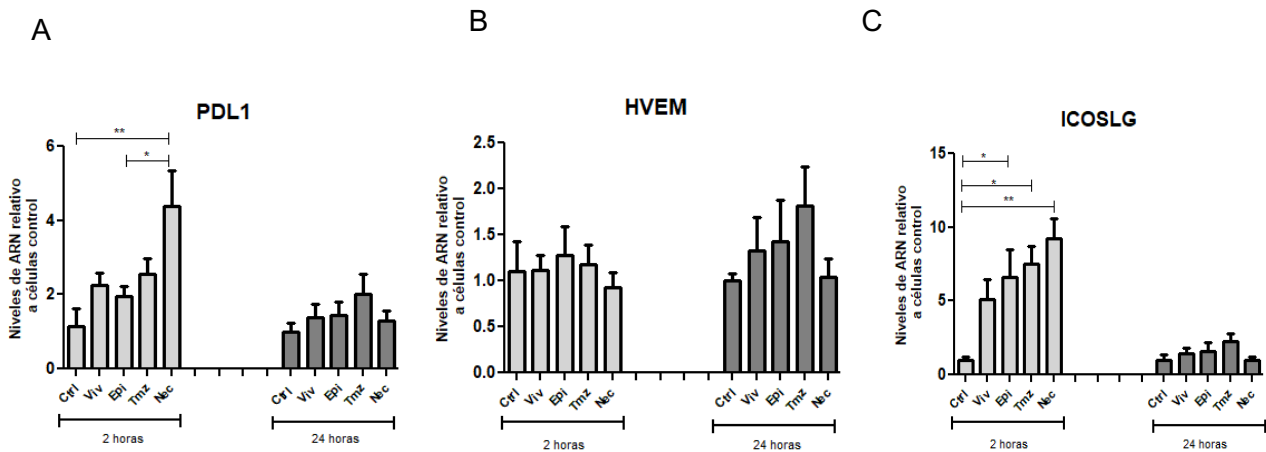 A
PDL1
Niveles de ARN relativo
a células control
6
4
2
0
**
*
Ctrl
Viv
Epi
Tmz
Nec
Ctrl
Viv
Epi
Tmz
Nec
2 horas
24 horas
B
HVEM
Niveles de ARN relativo
a células control
2.5
2.0
1.5
1.0
0.5
0.0
Ctrl
Viv
Epi
Tmz
Nec
Ctrl
Viv
Epi
Tmz
Nec
2 horas
24 horas
C
ICOSLG
Niveles de ARN relativo
a células control
15
10
5
0
*
*
**
Ctrl
Viv
Epi
Tmz
Nec
Ctrl
Viv
Epi
Tmz
Nec
2 horas
24 horas